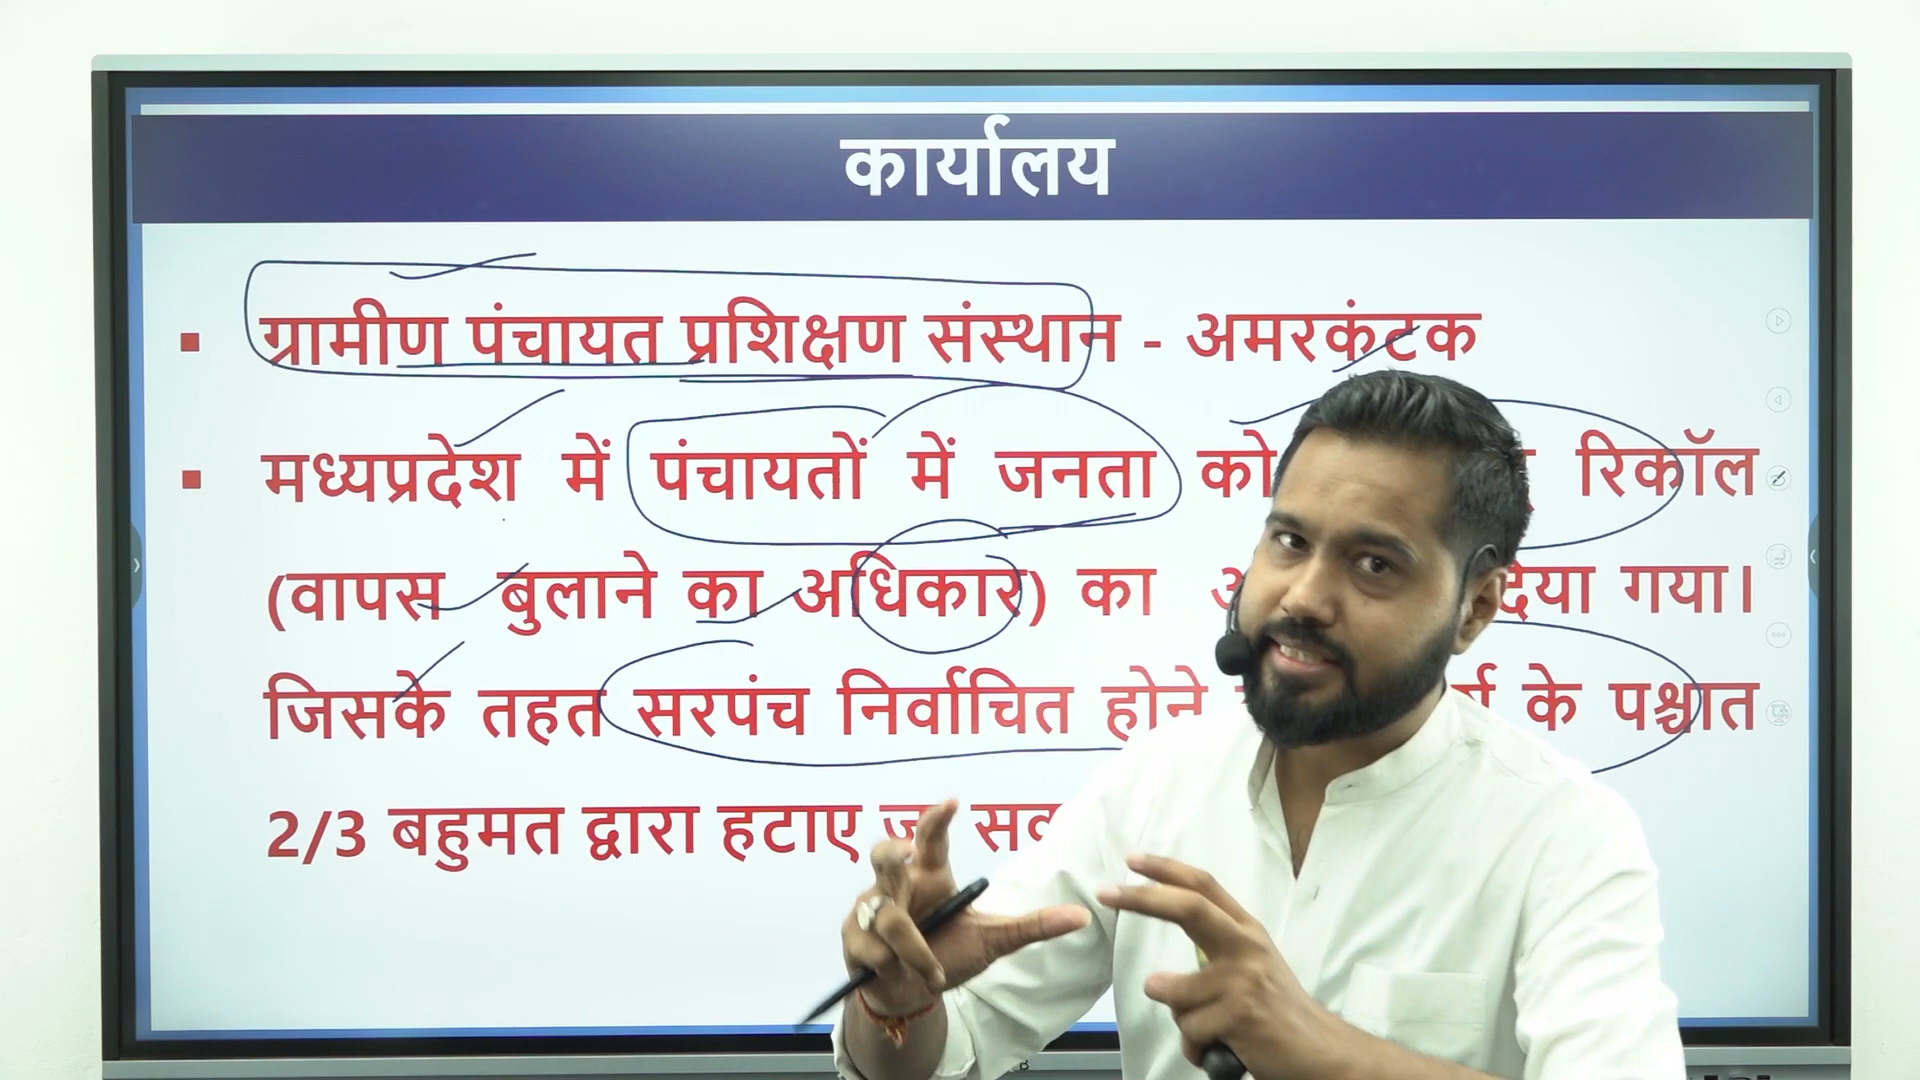 कार्यालय
▪ ग्रामीण पंचायत प्रशिक्षण संस्थान - अमरकंटक
▪ मध्यप्रदेश में पंचायतों में जनता को रिकॉल
(वापस बुलाने का अधिकार) का दिया गया।
जिसके तहत सरपंच निर्वाचित होने के पश्चात
2/3 बहुमत द्वारा हटाए